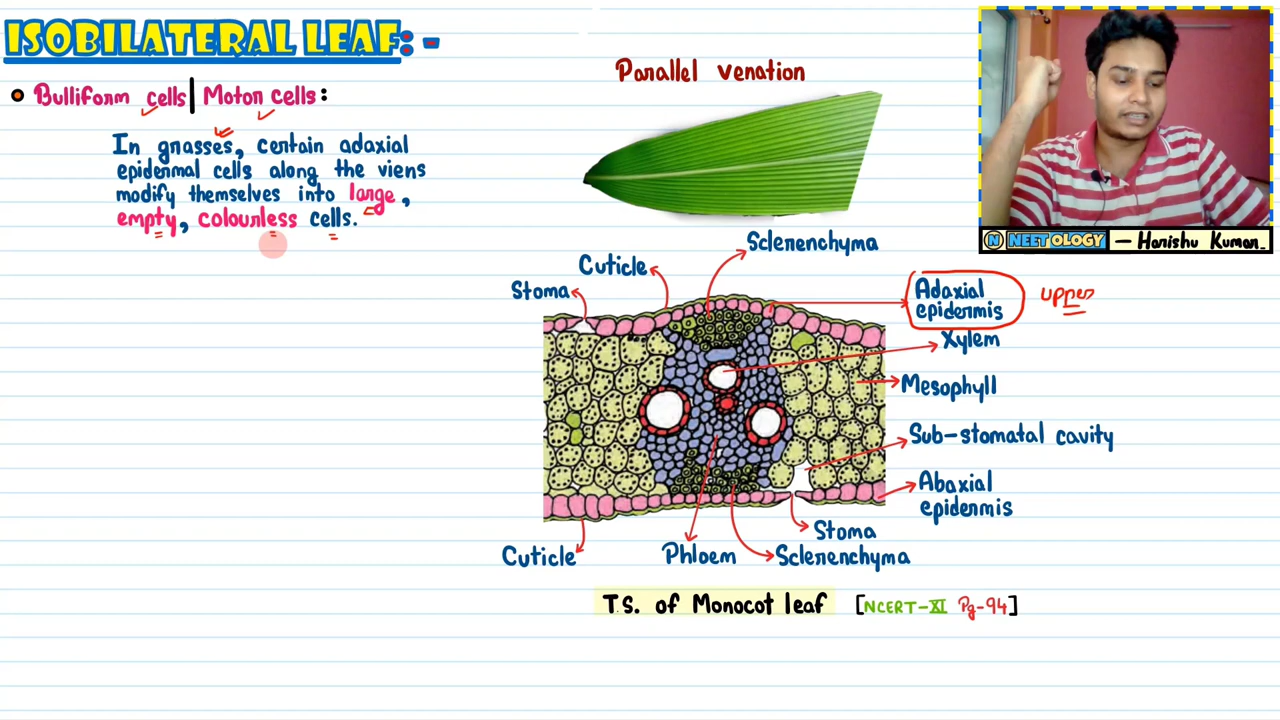 ISOBILATERAL LEAF:-
Bulliform cells | Motor cells:
In grasses, certain adaxial
epidermal cells along the viens
modify themselves into large,
empty, colourless cells.
Parallel venation
N NEETOLOGY – Harishu Kumar_
Sclerenchyma
Cuticle
Stoma
Adaxial
epidermis
upper
Xylem
Mesophyll
Sub-stomatal cavity
Abaxial
epidermis
Stoma
Cuticle
Phloem
Sclerenchyma
T.S. of Monocot leaf [NCERT-XI Pg-94]